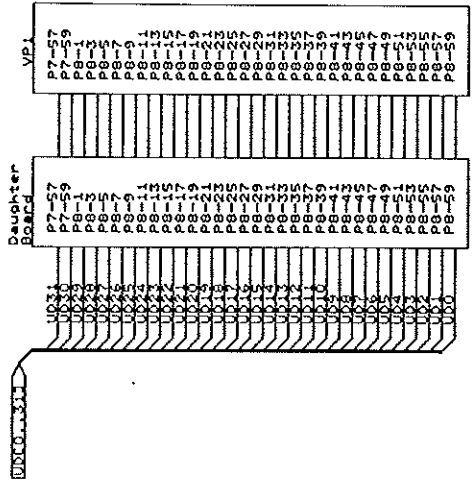 VP1
P7-57
P7-59
P8-1
P8-3
P8-5
P8-7
P8-9
P8-11
P8-13
P8-15
P8-17
P8-19
P8-21
P8-23
P8-25
P8-27
P8-29
P8-31
P8-33
P8-35
P8-37
P8-39
P8-41
P8-43
P8-45
P8-47
P8-49
P8-51
P8-53
P8-55
P8-57
P8-59
Dauphter
Board
P7-57
P7-59
P8-1
P8-3
P8-5
P8-7
P8-9
P8-11
P8-13
P8-15
P8-17
P8-19
P8-21
P8-23
P8-25
P8-27
P8-29
P8-31
P8-33
P8-35
P8-37
P8-39
P8-41
P8-43
P8-45
P8-47
P8-49
P8-51
P8-53
P8-55
P8-57
P8-59
UD31
UD30
UD29
UD28
UD27
UD26
UD25
UD24
UD23
UD22
UD21
UD20
UD19
UD18
UD17
UD16
UD15
UD14
UD13
UD12
UD11
UD10
UD9
UD8
UD7
UD6
UD5
UD4
UD3
UD2
UD1
UD0
UD[0..31]